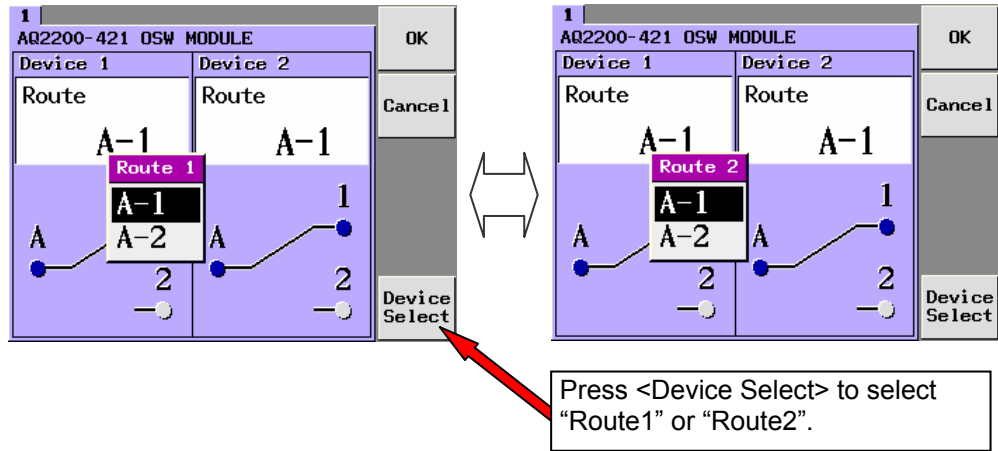 1
AQ2200-421 OSW MODULE
Device 1 Device 2
Route Route
A-1 A-1
Route 1
A-1
A-2
A 2
A 1
2
OK
Cancel
Device
Select
1
AQ2200-421 OSW MODULE
Device 1 Device 2
Route Route
A-1 A-1
Route 2
A-1
A-2
A 2
A 1
2
OK
Cancel
Device
Select
Press <Device Select> to select
“Route1” or “Route2”.